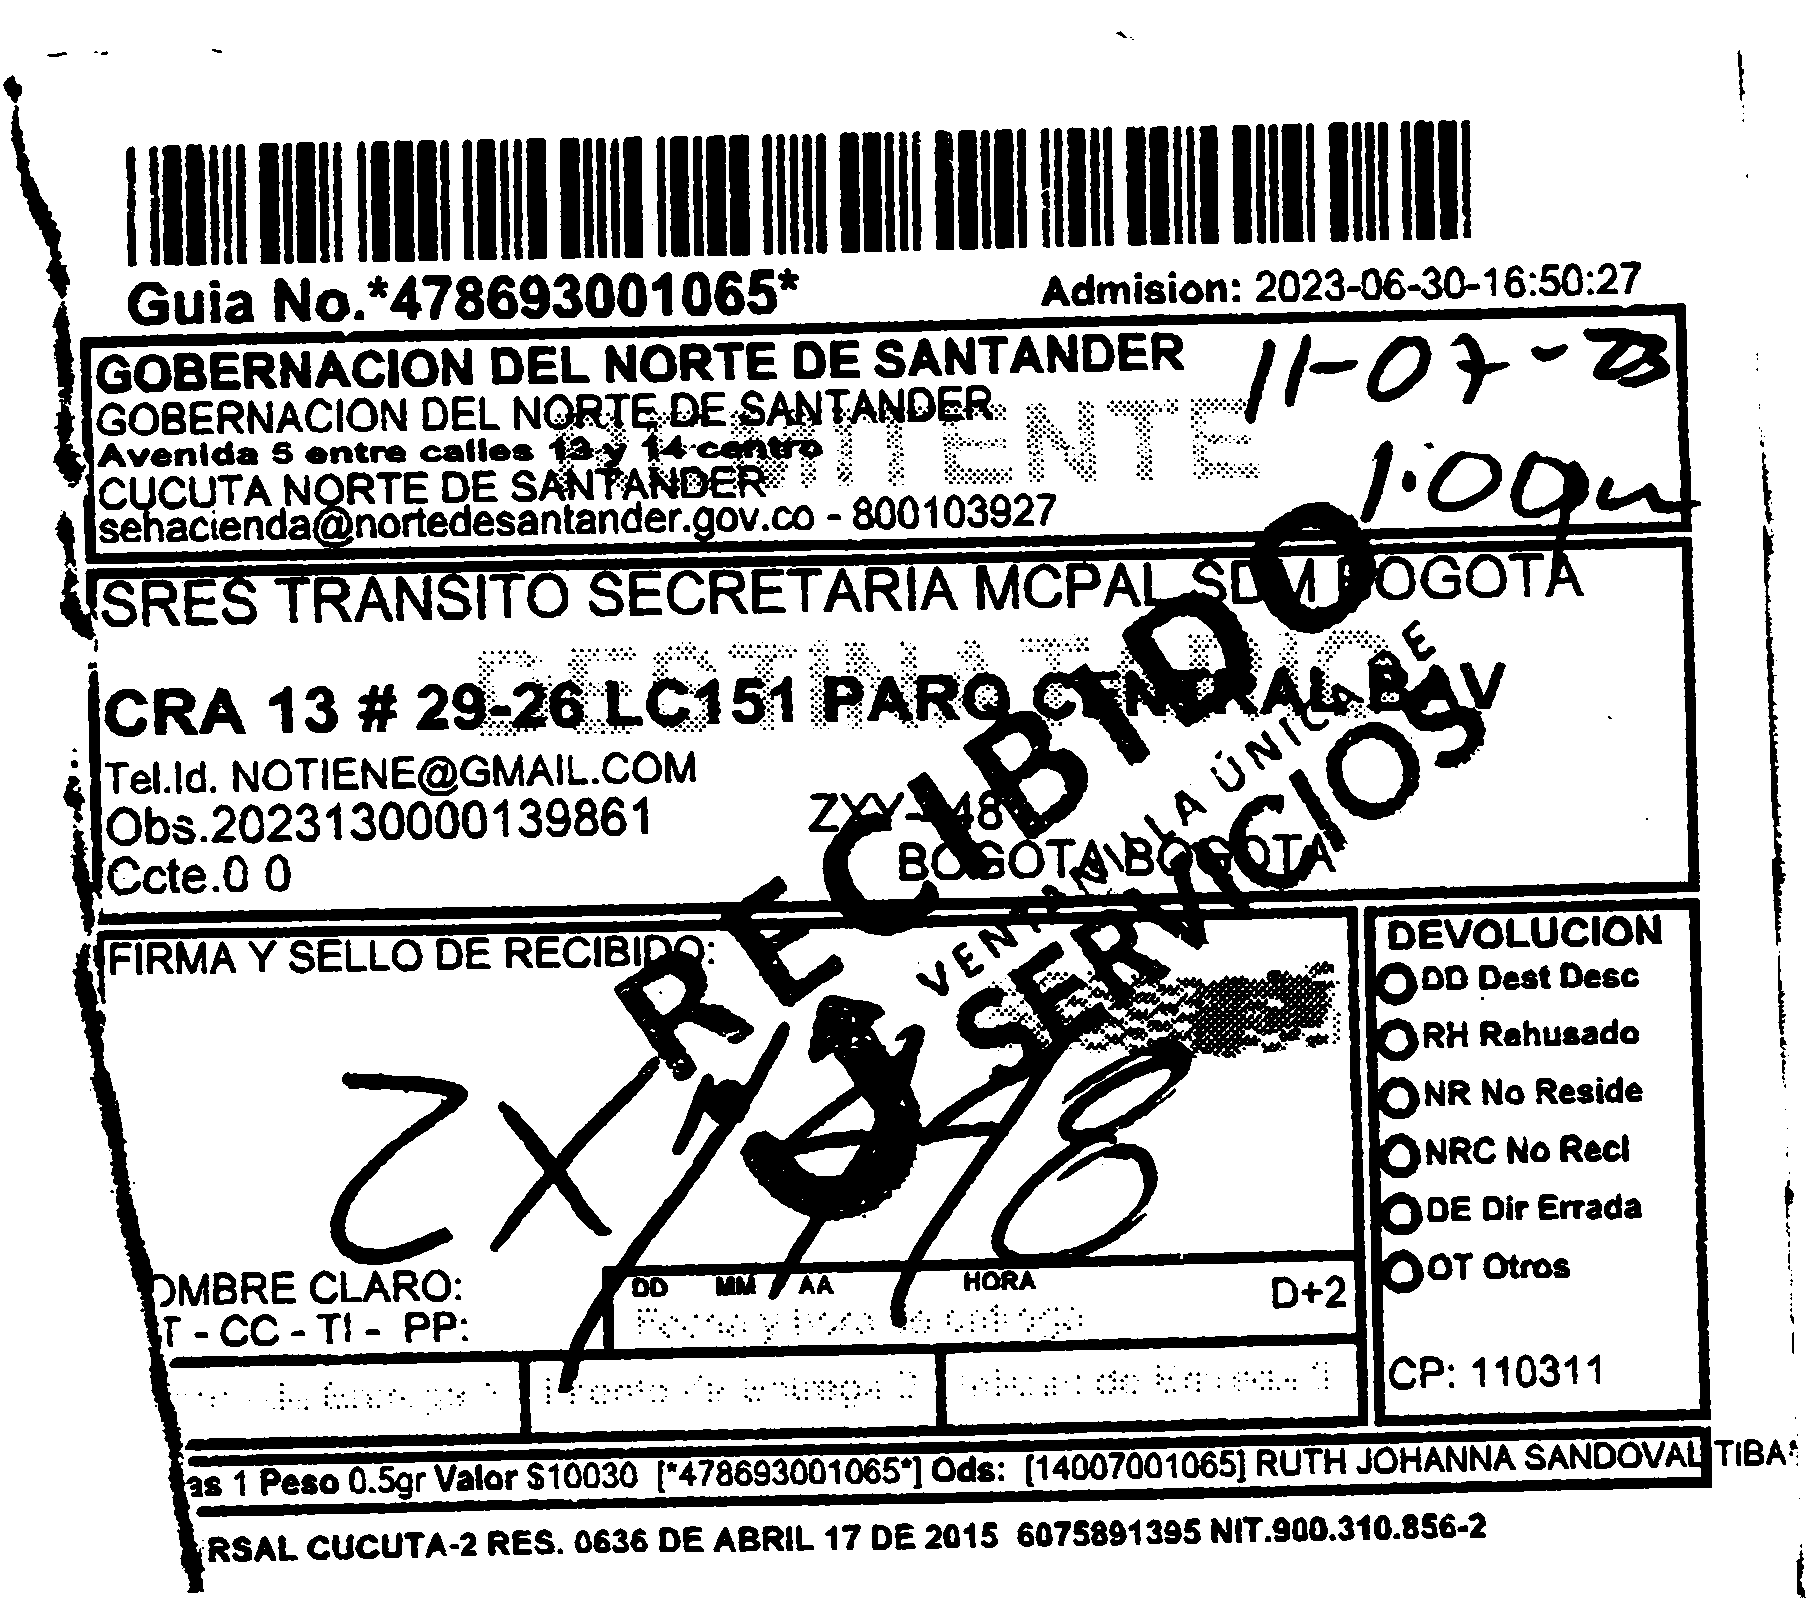 Guia No.*478693001065*
Admision: 2023-06-30-16:50:27
GOBERNACION DEL NORTE DE SANTANDER
11-07-23
GOBERNACION DEL NORTE DE SANTANDER
Avenida 5 entre calles 13 y 14 centro
1:00pm
CUCUTA NORTE DE SANTANDER
sehacienda@nortedesantander.gov.co - 800103927
SRES TRANSITO SECRETARIA MCPAL SDM BOGOTA
DESTINATARIO
CRA 13 # 29-26 LC151 PARQ CENTRAL BAV
Tel.Id. NOTIENE@GMAIL.COM
Obs.20231300000139861
BOGOTA\BOGOTA
Ccte.0 0
RECIBIDO
VENTANILLA ÚNICA DE
SERVICIOS
FIRMA Y SELLO DE RECIBIDO:
DEVOLUCION
DD Dest Desc
RH Rehusado
NR No Reside
NRC No Recl
DE Dir Errada
OT Otros
OMBRE CLARO:
T - CC - TI - PP:
DD MM AA HORA
D+2
CP: 110311
as 1 Peso 0.5gr Valor $10030 [*478693001065*] Ods: [14007001065] RUTH JOHANNA SANDOVAL TIBA
RSAL CUCUTA-2 RES. 0636 DE ABRIL 17 DE 2015 6075891395 NIT.900.310.856-2